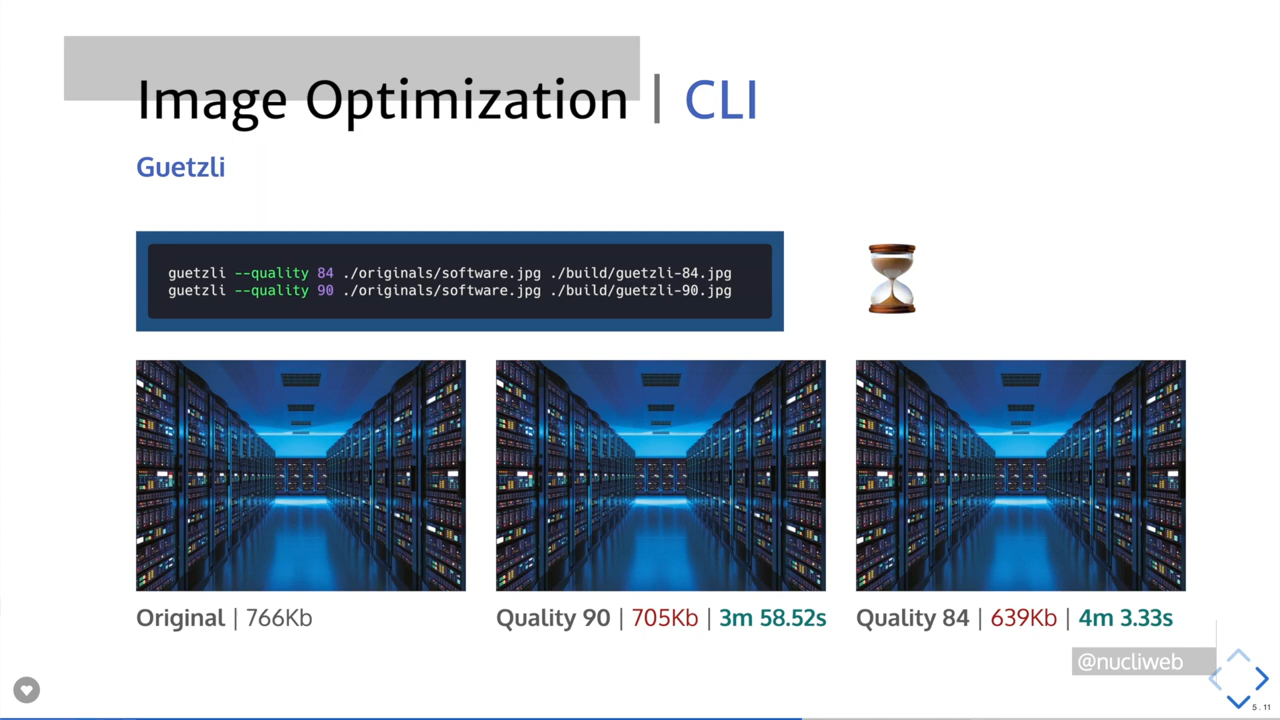 Image Optimization | CLI
Guetzli
guetzli --quality 84 ./originals/software.jpg ./build/guetzli-84.jpg
guetzli --quality 90 ./originals/software.jpg ./build/guetzli-90.jpg
Original | 766Kb
Quality 90 | 705Kb | 3m 58.52s
Quality 84 | 639Kb | 4m 3.33s
@nucliweb
5 . 11